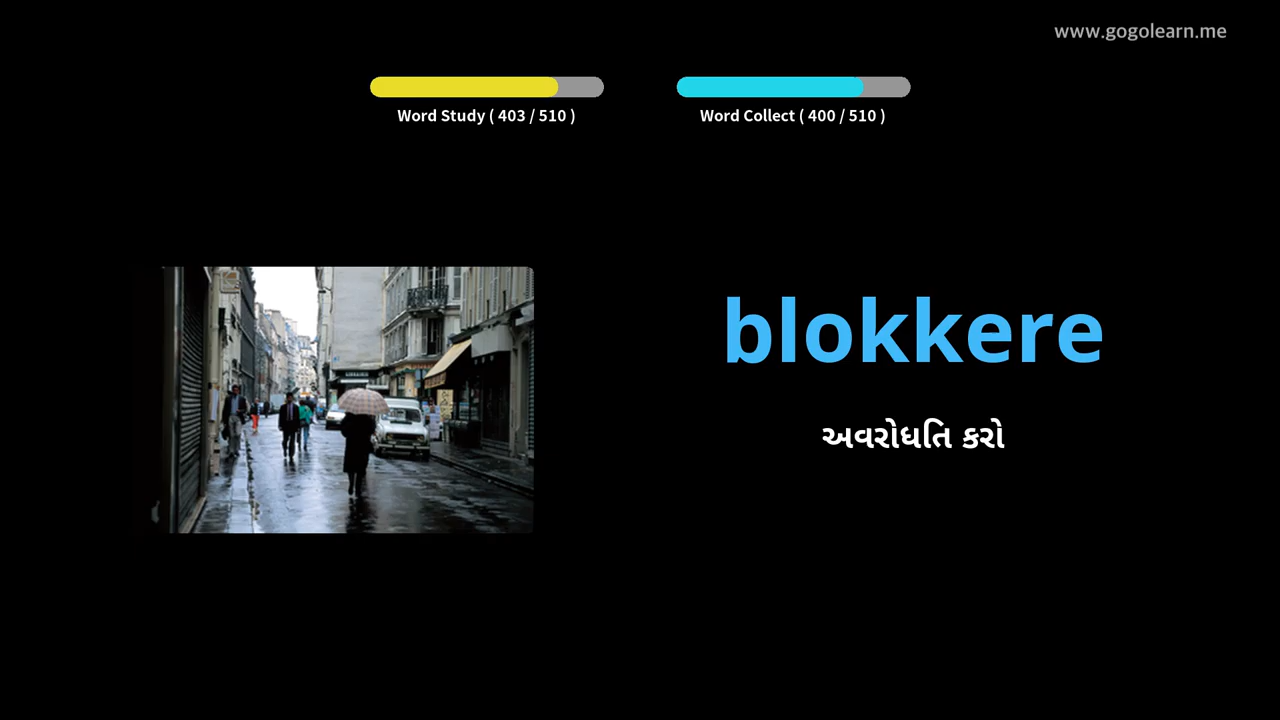 www.gogolearn.me
Word Study ( 403 / 510 )
Word Collect ( 400 / 510 )
blokkere
અવરોધતિ કરો